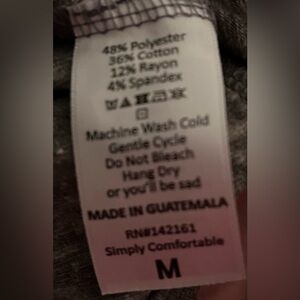 48% Polyester
36% Cotton
12% Rayon
4% Spandex
Machine Wash Cold
Gentle Cycle
Do Not Bleach
Hang Dry
or you'll be sad
MADE IN GUATEMALA
RN#142161
Simply Comfortable
M